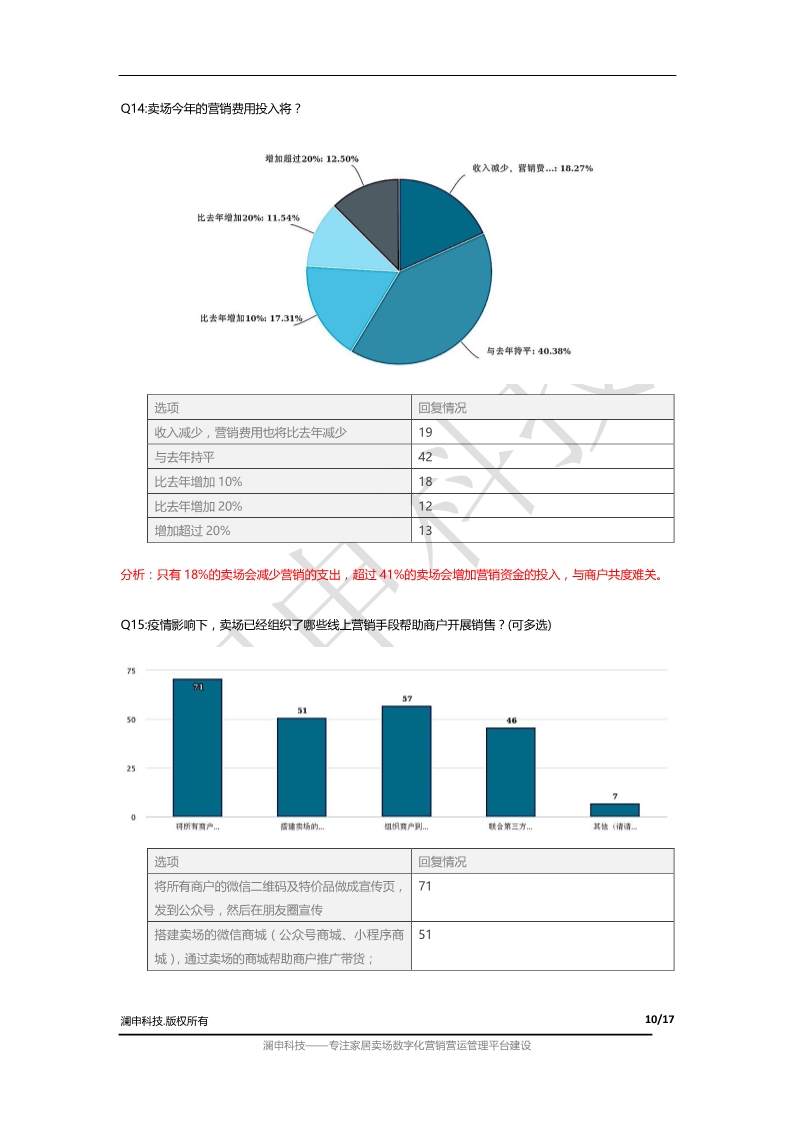 Q14:卖场今年的营销费用投入将？
增加超过20%: 12.50%
收入减少，营销费...: 18.27%
比去年增加20%: 11.54%
比去年增加10%: 17.31%
与去年持平: 40.38%
选项 回复情况
收入减少，营销费用也将比去年减少 19
与去年持平 42
比去年增加 10% 18
比去年增加 20% 12
增加超过 20% 13
分析：只有 18%的卖场会减少营销的支出，超过 41%的卖场会增加营销资金的投入，与商户共度难关。
Q15:疫情影响下，卖场已经组织了哪些线上营销手段帮助商户开展销售？(可多选)
75
71
51
57
46
7
50
25
0
将所有商户... 搭建卖场的... 组织商户到... 联合第三方... 其他（请请...
选项 回复情况
将所有商户的微信二维码及特价品做成宣传页， 71
发到公众号，然后在朋友圈宣传
搭建卖场的微信商城（公众号商城、小程序商 51
城），通过卖场的商城帮助商户推广带货；
申科技
澜申科技.版权所有 10/17
澜申科技——专注家居卖场数字化营销营运管理平台建设